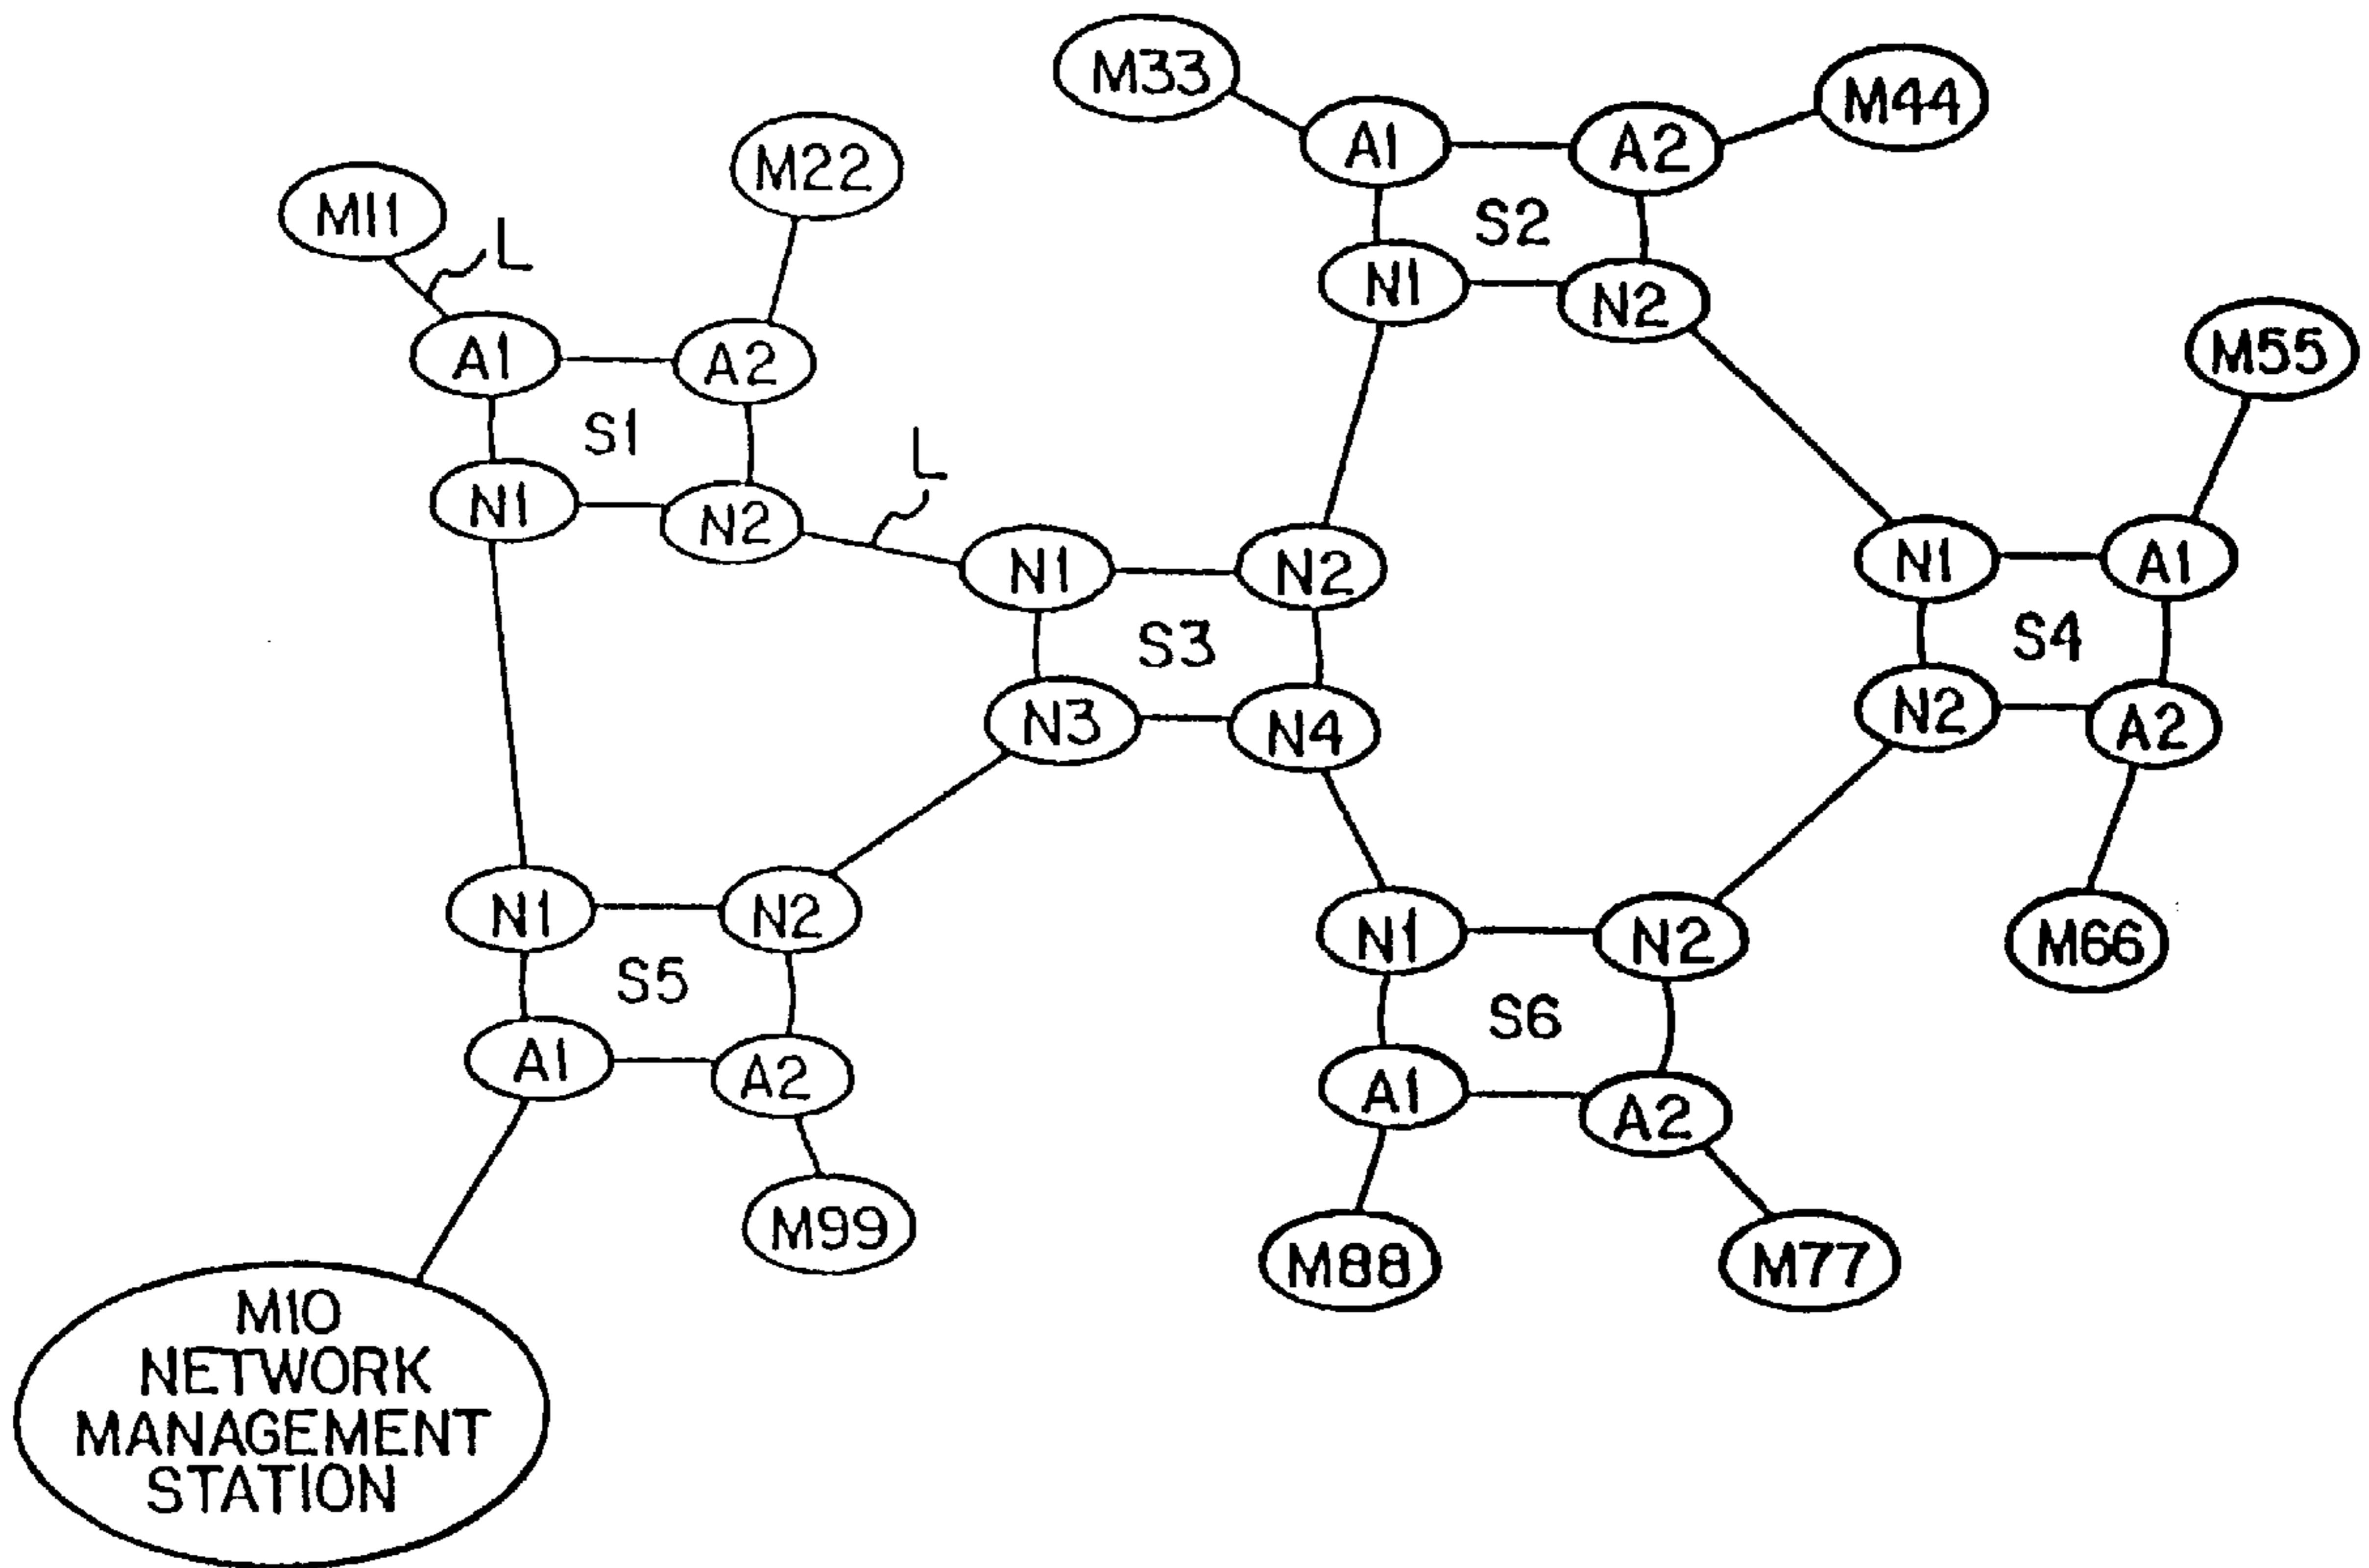 M33
M44
A1
A2
M22
M11
S2
L
N1
N2
M55
A1
A2
S1
L
N1
N2
N1
N2
N1
A1
S3
S4
N3
N4
N2
A2
N1
N2
N1
N2
M66
S5
S6
A1
A2
A1
A2
M99
M88
M77
M10
NETWORK
MANAGEMENT
STATION